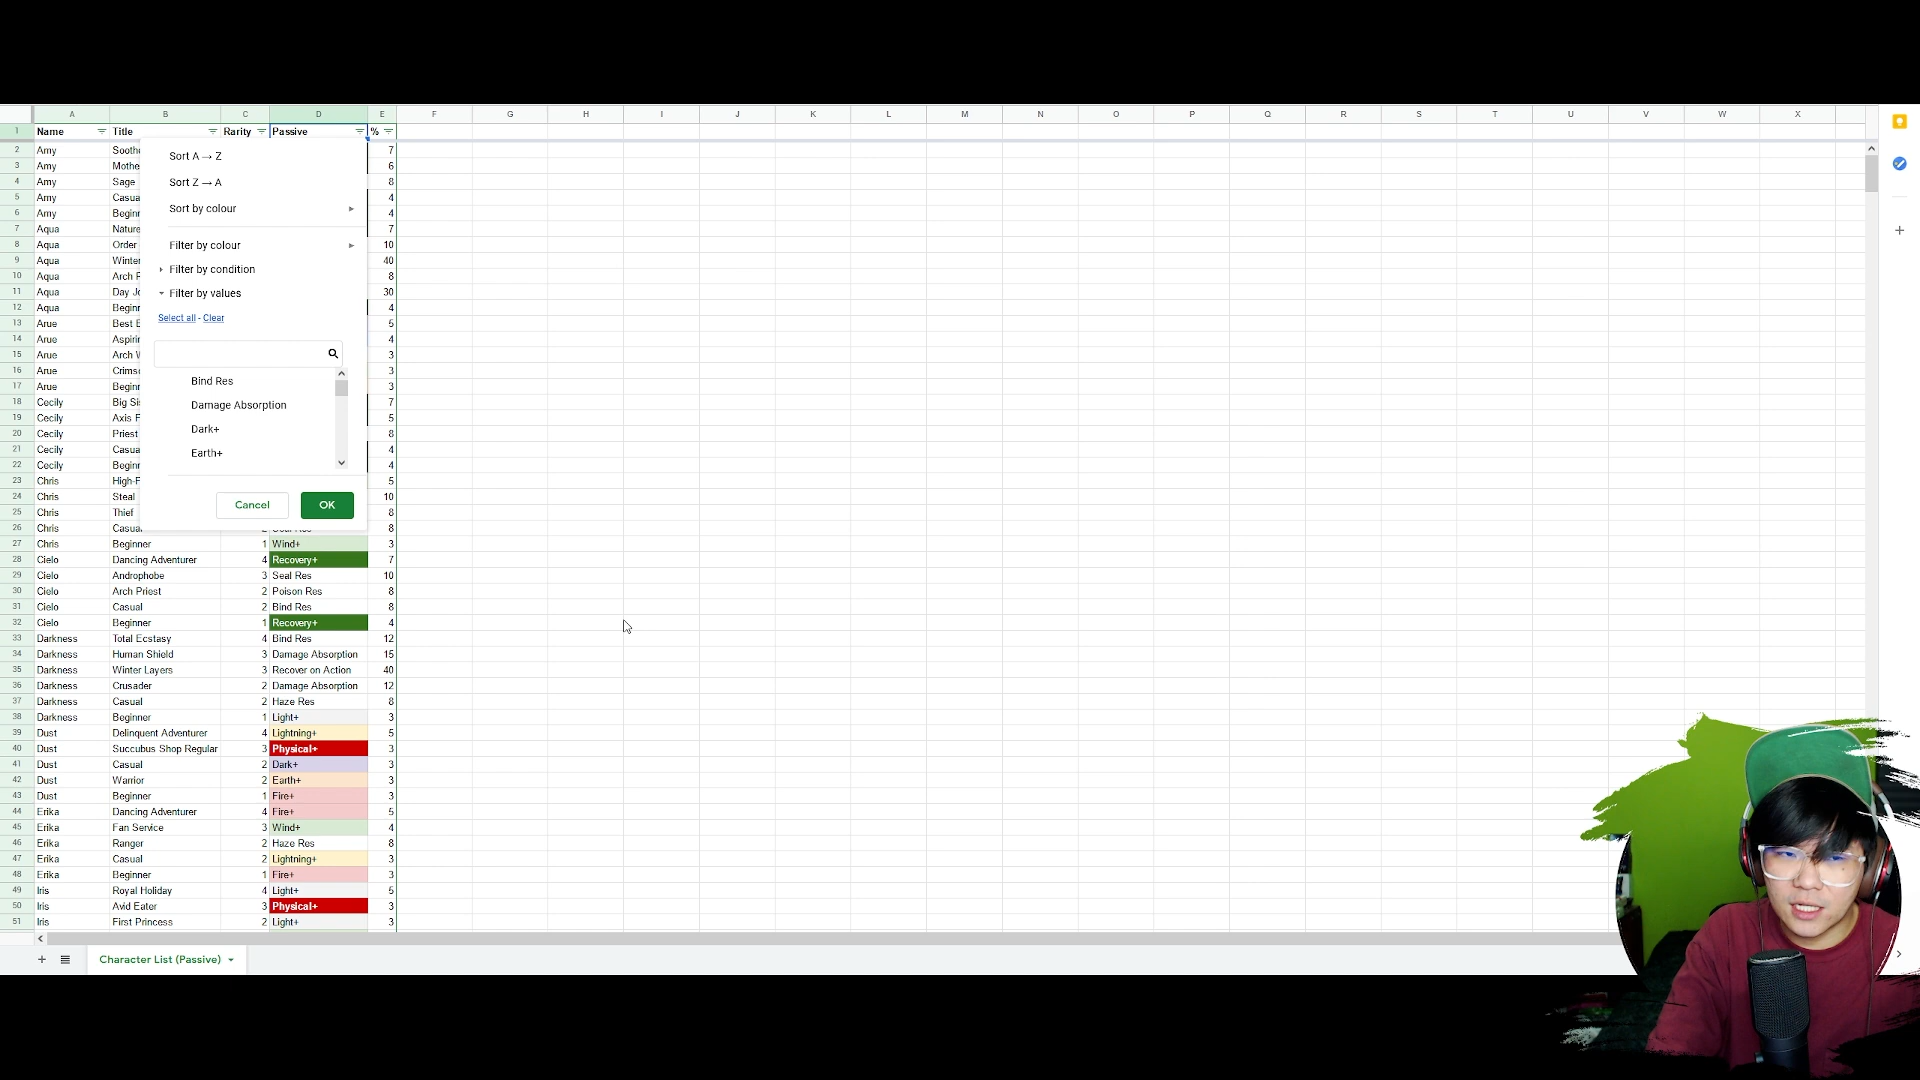 A B C D E F G H I J K L M N O P Q R S T U V W X
1 Name Title Rarity Passive %
2 Amy Soothe 7
3 Amy Mothe 6
4 Amy Sage 8
5 Amy Casua 4
6 Amy Beginn 4
7 Aqua Nature 7
8 Aqua Order 10
9 Aqua Winter 40
10 Aqua Arch P 8
11 Aqua Day Jo 30
12 Aqua Beginn 4
13 Arue Best E 5
14 Arue Aspirin 4
15 Arue Arch W 3
16 Arue Crimso 3
17 Arue Beginn 3
18 Cecily Big Sis 7
19 Cecily Axis F 5
20 Cecily Priest 8
21 Cecily Casua 4
22 Cecily Beginn 4
23 Chris High-F 5
24 Chris Steal 10
25 Chris Thief 8
26 Chris Casual 8
27 Chris Beginner 1 Wind+ 3
28 Cielo Dancing Adventurer 4 Recovery+ 7
29 Cielo Androphobe 3 Seal Res 10
30 Cielo Arch Priest 2 Poison Res 8
31 Cielo Casual 2 Bind Res 8
32 Cielo Beginner 1 Recovery+ 4
33 Darkness Total Ecstasy 4 Bind Res 12
34 Darkness Human Shield 3 Damage Absorption 15
35 Darkness Winter Layers 3 Recover on Action 40
36 Darkness Crusader 2 Damage Absorption 12
37 Darkness Casual 2 Haze Res 8
38 Darkness Beginner 1 Light+ 3
39 Dust Delinquent Adventurer 4 Lightning+ 5
40 Dust Succubus Shop Regular 3 Physical+ 3
41 Dust Casual 2 Dark+ 3
42 Dust Warrior 2 Earth+ 3
43 Dust Beginner 1 Fire+ 3
44 Erika Dancing Adventurer 4 Fire+ 5
45 Erika Fan Service 3 Wind+ 4
46 Erika Ranger 2 Haze Res 8
47 Erika Casual 2 Lightning+ 3
48 Erika Beginner 1 Fire+ 3
49 Iris Royal Holiday 4 Light+ 5
50 Iris Avid Eater 3 Physical+ 3
51 Iris First Princess 2 Light+ 3
Sort A → Z
Sort Z → A
Sort by colour
Filter by colour
Filter by condition
Filter by values
Select all - Clear
Bind Res
Damage Absorption
Dark+
Earth+
Cancel OK
Character List (Passive)